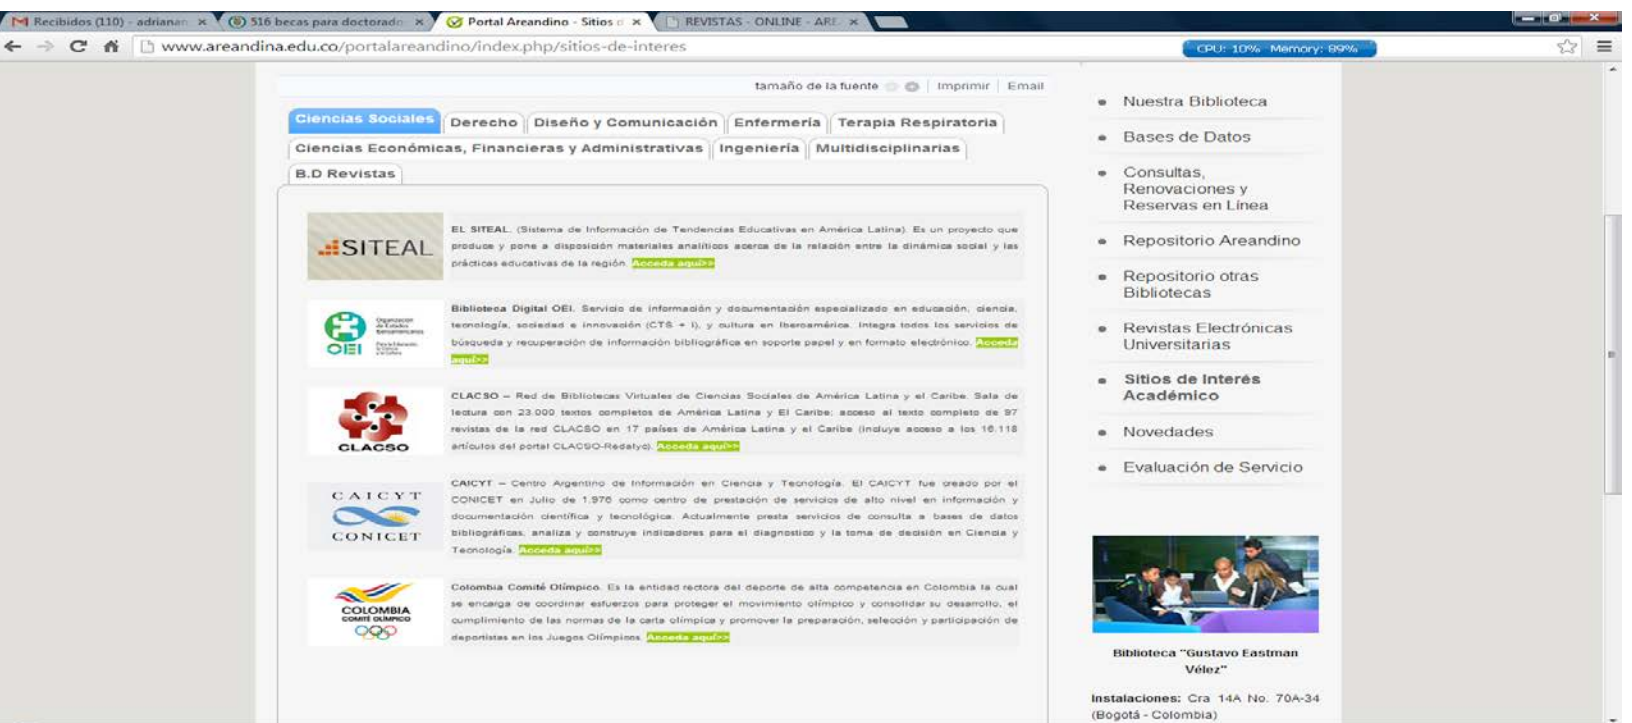 Recibidos (110) - adrianan
516 becas para doctorado
Portal Areandino - Sitios d
REVISTAS - ONLINE - ARE
www.areandina.edu.co/portalareandino/index.php/sitios-de-interes
CPU: 10% Memory: 89%
tamaño de la fuente Imprimir Email
Ciencias Sociales Derecho Diseño y Comunicación Enfermería Terapia Respiratoria
Ciencias Económicas, Financieras y Administrativas Ingeniería Multidisciplinarias
B.D Revistas
SITEAL
EL SITEAL. (Sistema de Información de Tendencias Educativas en América Latina). Es un proyecto que
produce y pone a disposición materiales analíticos acerca de la relación entre la dinámica social y las
prácticas educativas de la región. Acceda aquí>>
OEI
Organización
de Estados
Iberoamericanos
Para la Educación,
la Ciencia
y la Cultura
Biblioteca Digital OEI. Servicio de información y documentación especializado en educación, ciencia,
tecnología, sociedad e innovación (CTS + I), y cultura en Iberoamérica. Integra todos los servicios de
búsqueda y recuperación de información bibliográfica en soporte papel y en formato electrónico. Acceda
aquí>>
CLACSO
CLACSO – Red de Bibliotecas Virtuales de Ciencias Sociales de América Latina y el Caribe. Sala de
lectura con 23.000 textos completos de América Latina y El Caribe; acceso al texto completo de 97
revistas de la red CLACSO en 17 países de América Latina y el Caribe (incluye acceso a los 16.118
artículos del portal CLACSO-Redalyc). Acceda aquí>>
CAICYT
CONICET
CAICYT – Centro Argentino de Información en Ciencia y Tecnología. El CAICYT fue creado por el
CONICET en Julio de 1.976 como centro de prestación de servicios de alto nivel en información y
documentación científica y tecnológica. Actualmente presta servicios de consulta a bases de datos
bibliográficas, analiza y construye indicadores para el diagnostico y la toma de decisión en Ciencia y
Tecnología. Acceda aquí>>
COLOMBIA
COMITÉ OLÍMPICO
Colombia Comité Olímpico. Es la entidad rectora del deporte de alta competencia en Colombia la cual
se encarga de coordinar esfuerzos para proteger el movimiento olímpico y consolidar su desarrollo, el
cumplimiento de las normas de la carta olímpica y promover la preparación, selección y participación de
deportistas en los Juegos Olímpicos. Acceda aquí>>
Nuestra Biblioteca
Bases de Datos
Consultas,
Renovaciones y
Reservas en Línea
Repositorio Areandino
Repositorio otras
Bibliotecas
Revistas Electrónicas
Universitarias
Sitios de Interés
Académico
Novedades
Evaluación de Servicio
Biblioteca "Gustavo Eastman
Vélez"
Instalaciones: Cra 14A No. 70A-34
(Bogotá - Colombia)